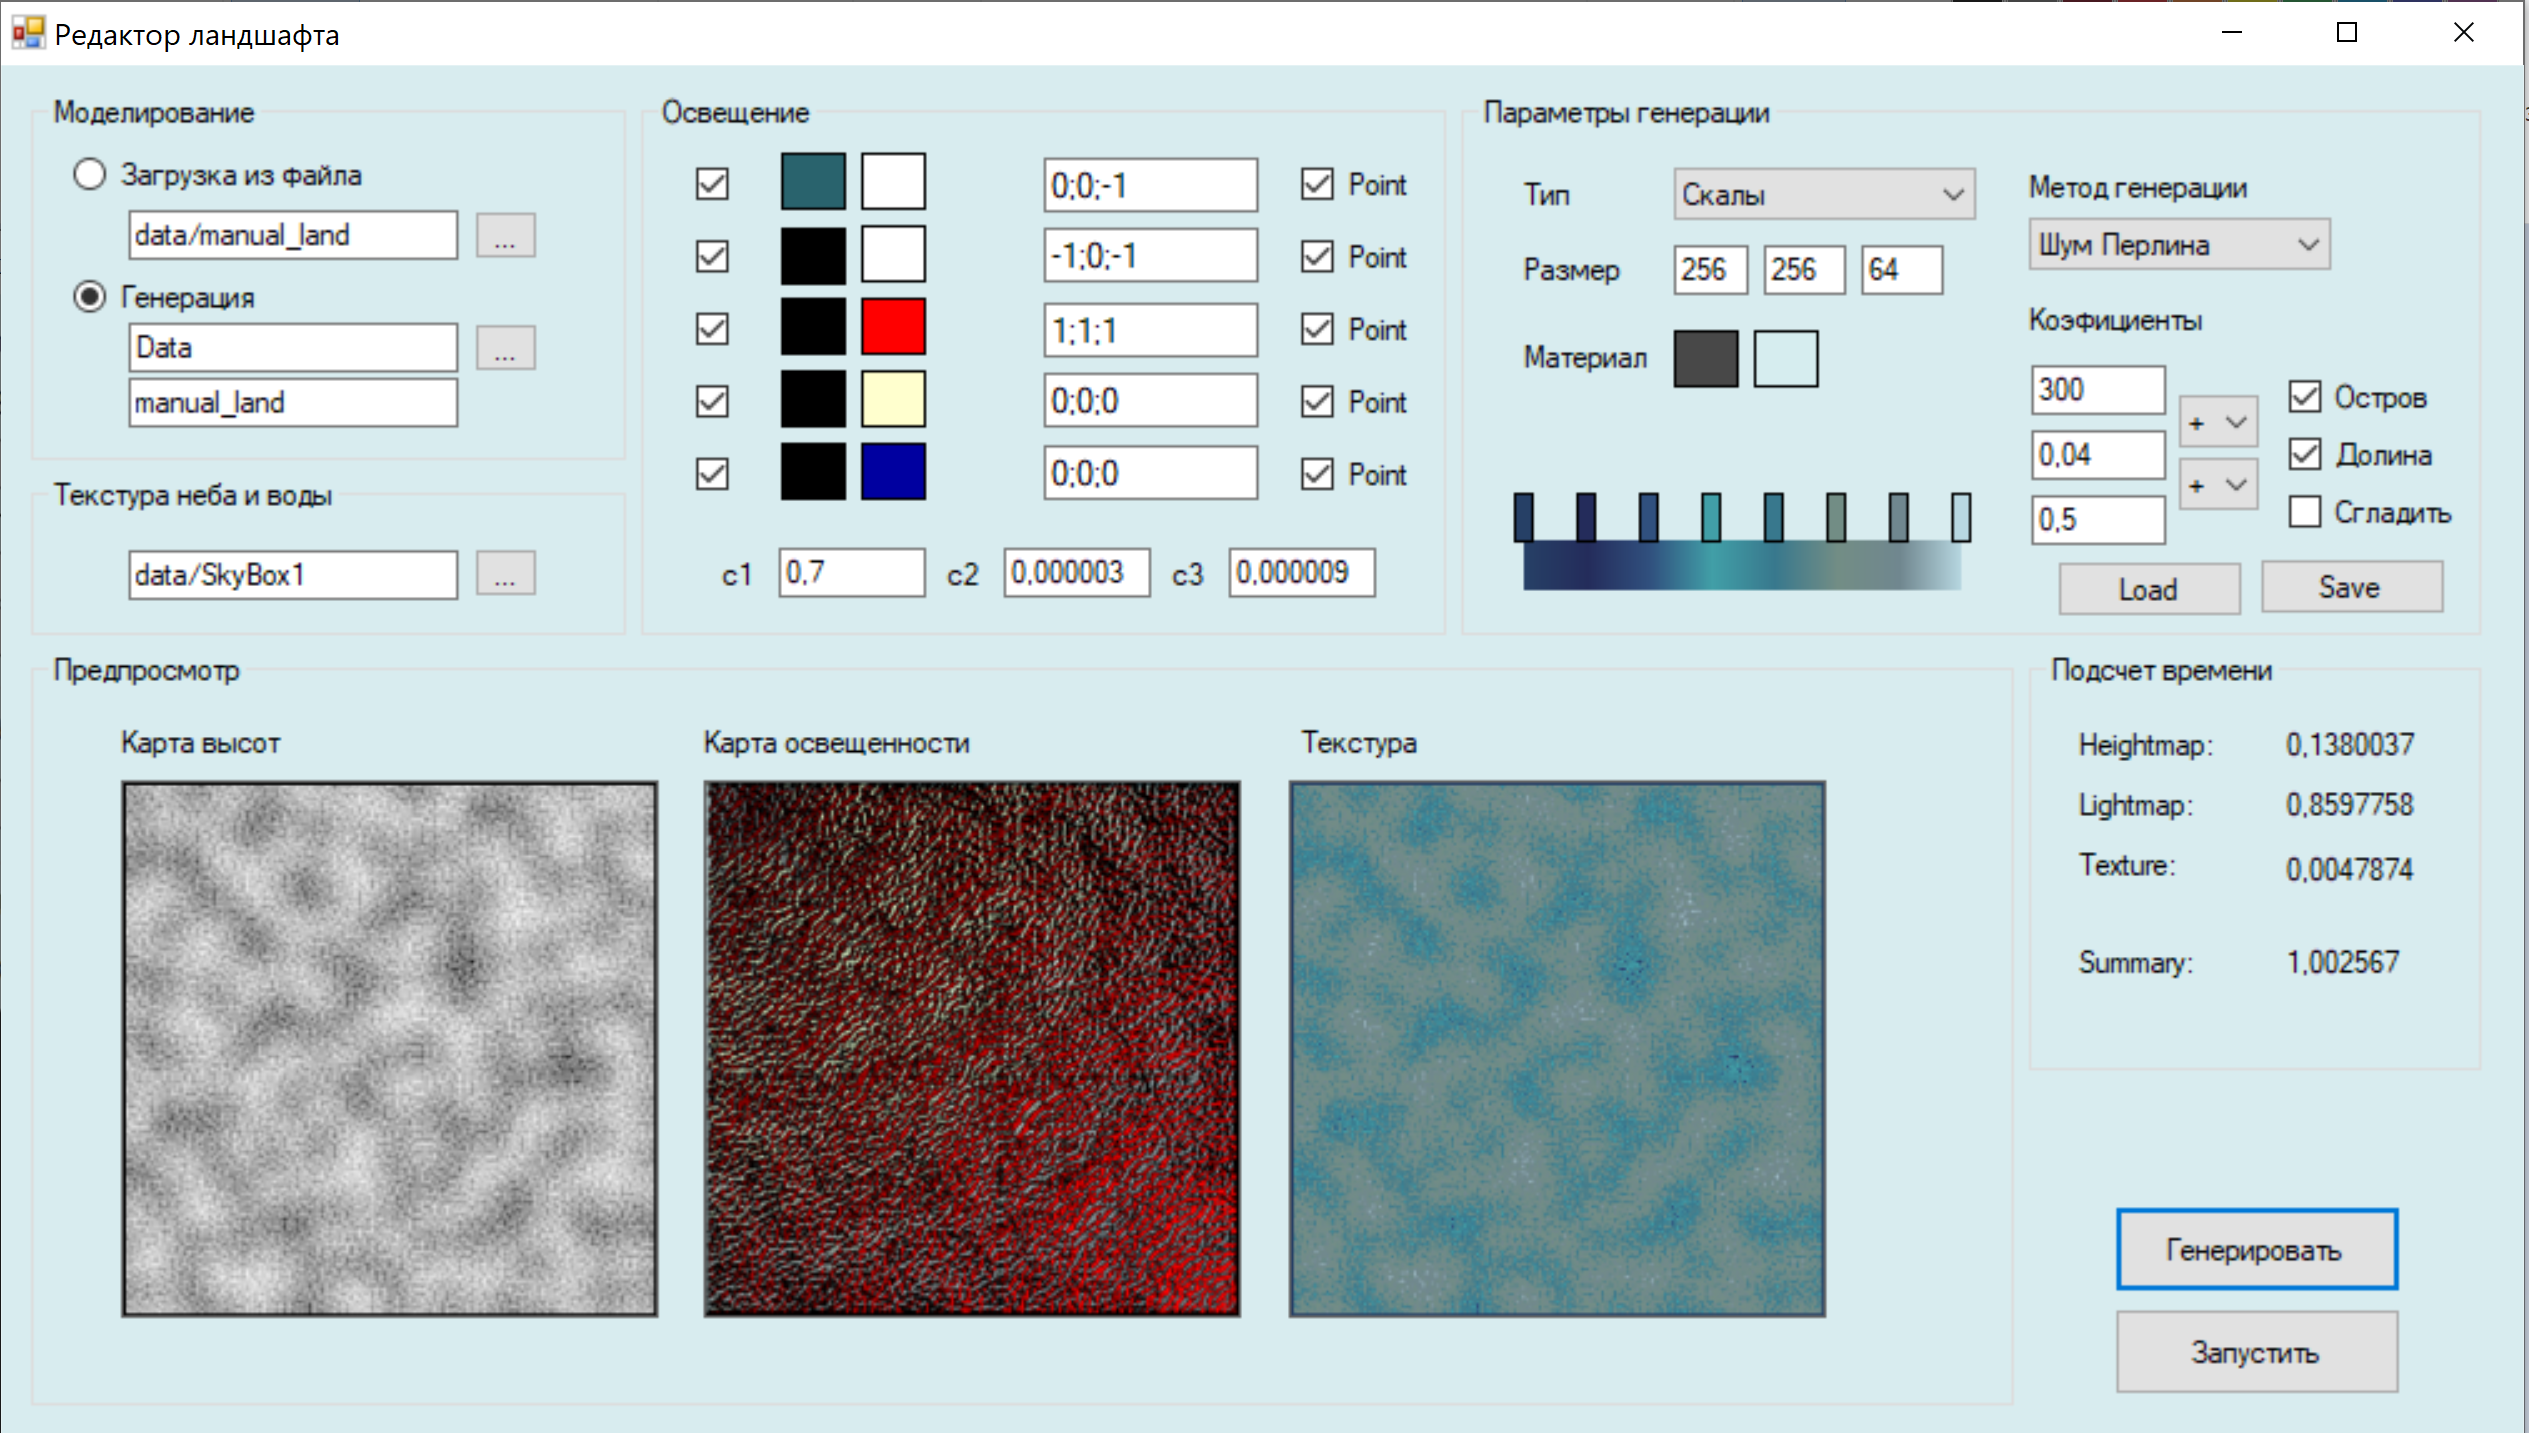 Редактор ландшафта
Моделирование
Загрузка из файла
data/manual_land
...
Генерация
Data
...
manual_land
Текстура неба и воды
data/SkyBox1
...
Освещение
0;0;-1
Point
-1;0;-1
Point
1;1;1
Point
0;0;0
Point
0;0;0
Point
c1 0,7 c2 0,000003 c3 0,000009
Параметры генерации
Тип Скалы
Размер 256 256 64
Материал
Метод генерации
Шум Перлина
Коэфициенты
300
+
0,04
+
0,5
Остров
Долина
Сгладить
Load Save
Предпросмотр
Карта высот
Карта освещенности
Текстура
Подсчет времени
Heightmap: 0,1380037
Lightmap: 0,8597758
Texture: 0,0047874
Summary: 1,002567
Генерировать
Запустить